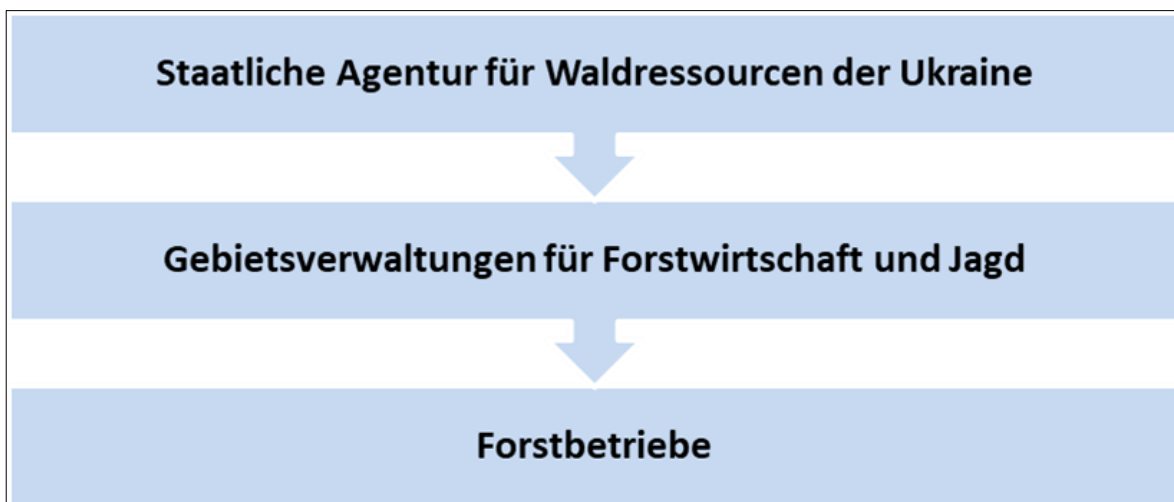 Staatliche Agentur für Waldressourcen der Ukraine
Gebietsverwaltungen für Forstwirtschaft und Jagd
Forstbetriebe